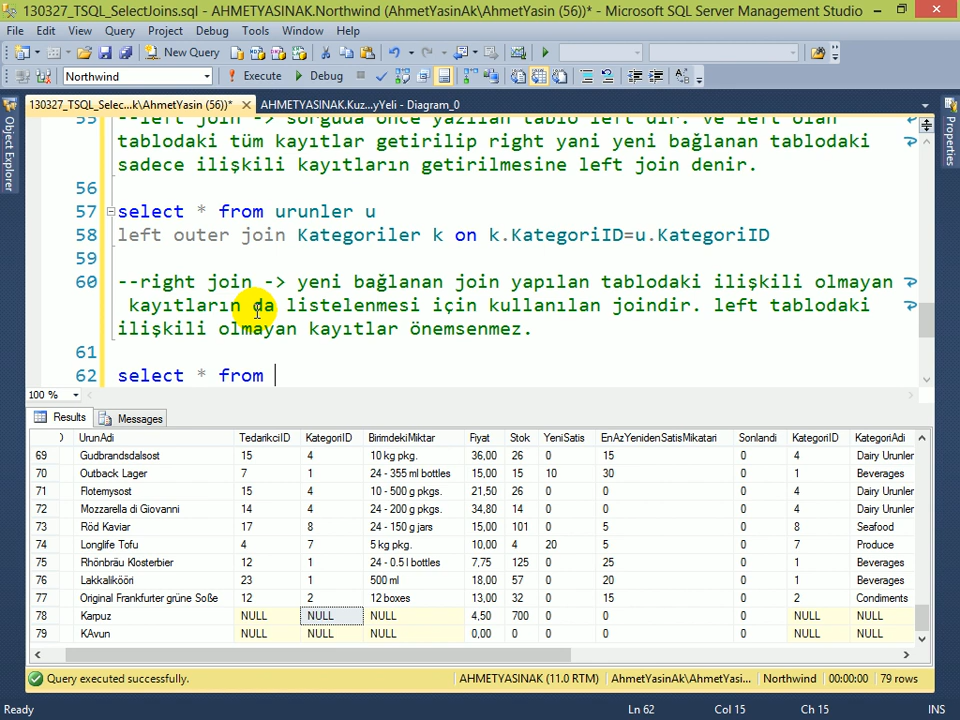 130327_TSQL_SelectJoins.sql - AHMETYASINAK.Northwind (AhmetYasinAk\AhmetYasin (56))* - Microsoft SQL Server Management Studio
File Edit View Query Project Debug Tools Window Help
New Query
Northwind Execute Debug
130327_TSQL_Selec...k\AhmetYasin (56))* AHMETYASINAK.Kuz...yYeli - Diagram_0
Object Explorer
Properties
55 --left join -> sorguda önce yazılan tablo left dir. ve left olan
tablodaki tüm kayıtlar getirilip right yani yeni bağlanan tablodaki
sadece ilişkili kayıtların getirilmesine left join denir.
56
57 select * from urunler u
58 left outer join Kategoriler k on k.KategoriID=u.KategoriID
59
60 --right join -> yeni bağlanan join yapılan tablodaki ilişkili olmayan
kayıtların da listelenmesi için kullanılan joindir. left tablodaki
ilişkili olmayan kayıtlar önemsenmez.
61
62 select * from
100 %
Results Messages
) UrunAdi TedarikciID KategoriID BirimdekiMiktar Fiyat Stok YeniSatis EnAzYenidenSatisMikatari Sonlandi KategoriID KategoriAdi
69 Gudbrandsdalsost 15 4 10 kg pkg. 36,00 26 0 15 0 4 Dairy Urunler
70 Outback Lager 7 1 24 - 355 ml bottles 15,00 15 10 30 0 1 Beverages
71 Flotemysost 15 4 10 - 500 g pkgs. 21,50 26 0 0 0 4 Dairy Urunler
72 Mozzarella di Giovanni 14 4 24 - 200 g pkgs. 34,80 14 0 0 0 4 Dairy Urunler
73 Röd Kaviar 17 8 24 - 150 g jars 15,00 101 0 5 0 8 Seafood
74 Longlife Tofu 4 7 5 kg pkg. 10,00 4 20 5 0 7 Produce
75 Rhönbräu Klosterbier 12 1 24 - 0.5 l bottles 7,75 125 0 25 0 1 Beverages
76 Lakkalikööri 23 1 500 ml 18,00 57 0 20 0 1 Beverages
77 Original Frankfurter grüne Soße 12 2 12 boxes 13,00 32 0 15 0 2 Condiments
78 Karpuz NULL NULL NULL 4,50 700 0 0 0 NULL NULL
79 KAvun NULL NULL NULL 0,00 0 0 0 0 NULL NULL
Query executed successfully. AHMETYASINAK (11.0 RTM) AhmetYasinAk\AhmetYasi... Northwind 00:00:00 79 rows
Ready Ln 62 Col 15 Ch 15 INS